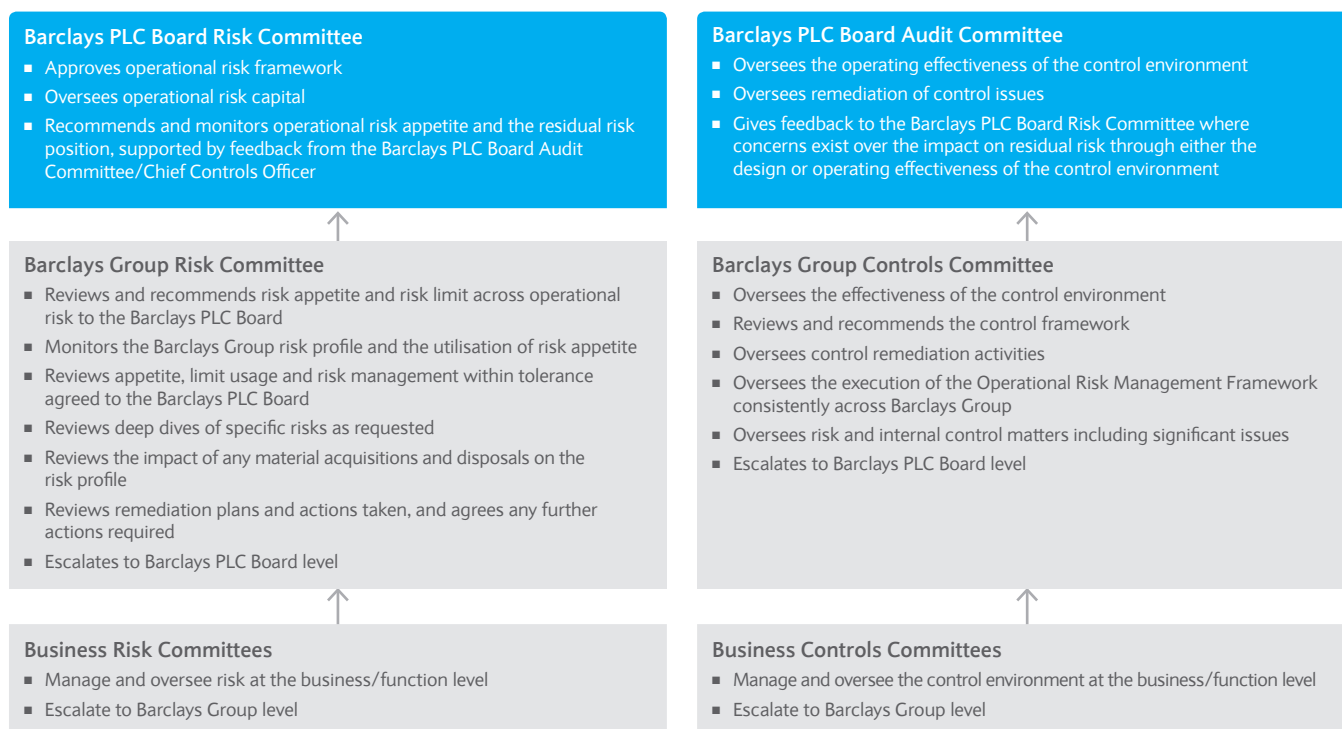 Barclays PLC Board Risk Committee
▪ Approves operational risk framework
▪ Oversees operational risk capital
▪ Recommends and monitors operational risk appetite and the residual risk
position, supported by feedback from the Barclays PLC Board Audit
Committee/Chief Controls Officer
Barclays PLC Board Audit Committee
▪ Oversees the operating effectiveness of the control environment
▪ Oversees remediation of control issues
▪ Gives feedback to the Barclays PLC Board Risk Committee where
concerns exist over the impact on residual risk through either the
design or operating effectiveness of the control environment
Barclays Group Risk Committee
▪ Reviews and recommends risk appetite and risk limit across operational
risk to the Barclays PLC Board
▪ Monitors the Barclays Group risk profile and the utilisation of risk appetite
▪ Reviews appetite, limit usage and risk management within tolerance
agreed to the Barclays PLC Board
▪ Reviews deep dives of specific risks as requested
▪ Reviews the impact of any material acquisitions and disposals on the
risk profile
▪ Reviews remediation plans and actions taken, and agrees any further
actions required
▪ Escalates to Barclays PLC Board level
Barclays Group Controls Committee
▪ Oversees the effectiveness of the control environment
▪ Reviews and recommends the control framework
▪ Oversees control remediation activities
▪ Oversees the execution of the Operational Risk Management Framework
consistently across Barclays Group
▪ Oversees risk and internal control matters including significant issues
▪ Escalates to Barclays PLC Board level
Business Risk Committees
▪ Manage and oversee risk at the business/function level
▪ Escalate to Barclays Group level
Business Controls Committees
▪ Manage and oversee the control environment at the business/function level
▪ Escalate to Barclays Group level